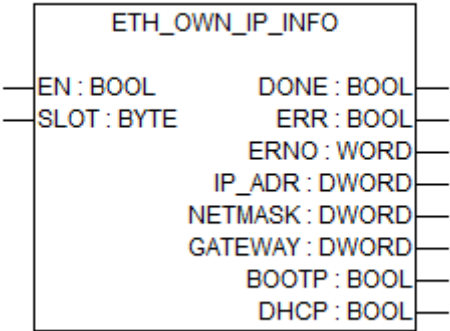 ETH_OWN_IP_INFO
EN : BOOL DONE : BOOL
SLOT : BYTE ERR : BOOL
ERNO : WORD
IP_ADR : DWORD
NETMASK : DWORD
GATEWAY : DWORD
BOOTP : BOOL
DHCP : BOOL